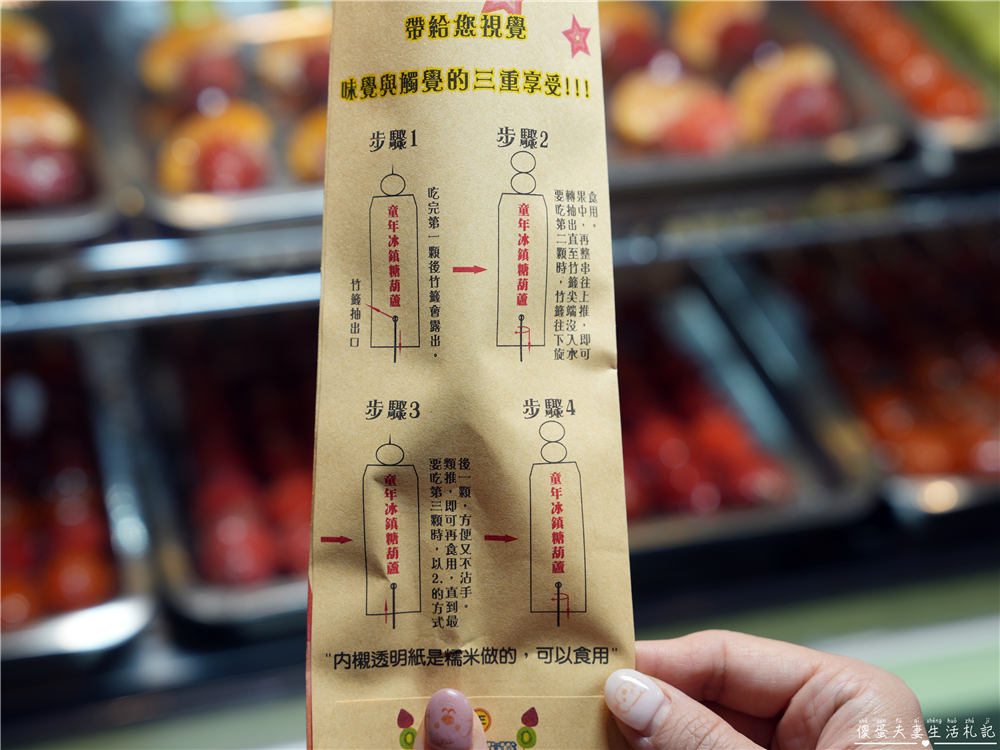 帶給您視覺
味覺與觸覺的三重享受!!!
步驟1
童年冰鎮糖葫蘆
吃完第一顆後竹籤會露出。
竹籤抽出口
步驟2
童年冰鎮糖葫蘆
要吃第二顆時，竹籤往下旋
轉抽出直至竹籤尖端沒入水
果中，再整串往上推，即可
食用。
步驟3
童年冰鎮糖葫蘆
要吃第三顆時，以2.的方式
類推，即可再食用，直到最
後一顆，方便又不沾手。
步驟4
童年冰鎮糖葫蘆
"內襯透明紙是糯米做的，可以食用"
傻蛋夫妻生活札記